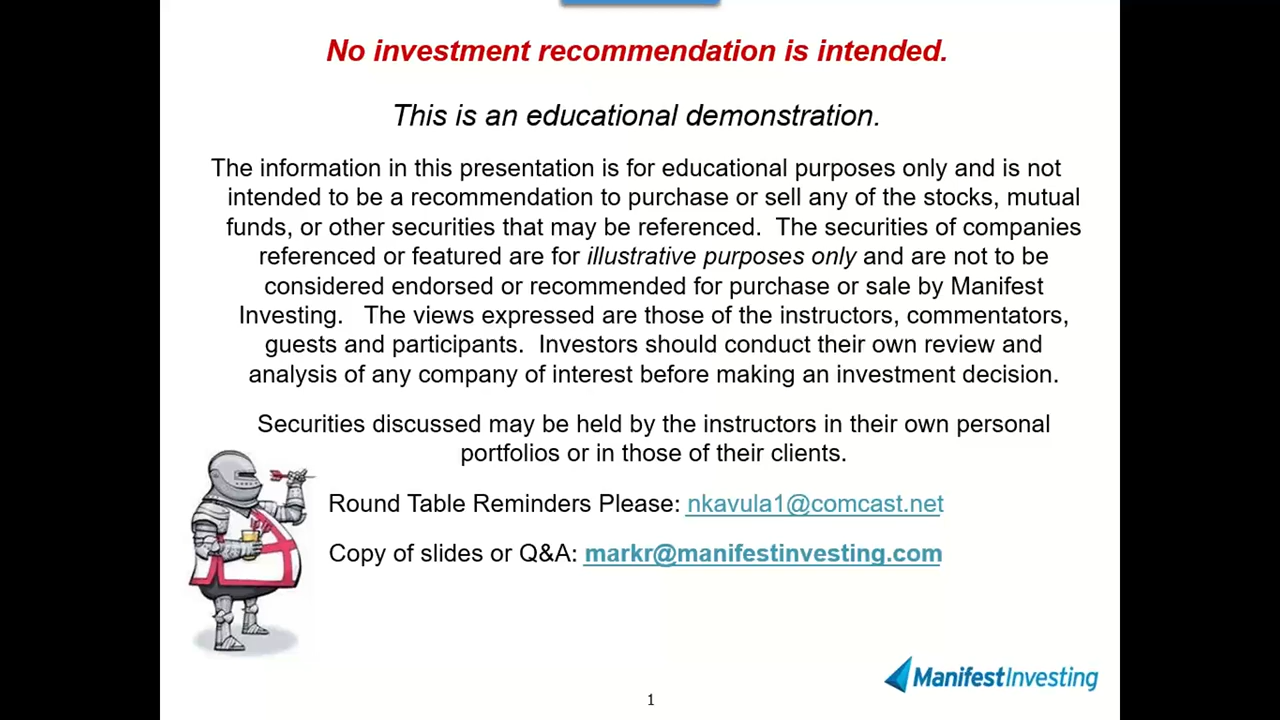 No investment recommendation is intended.
This is an educational demonstration.
The information in this presentation is for educational purposes only and is not
intended to be a recommendation to purchase or sell any of the stocks, mutual
funds, or other securities that may be referenced.  The securities of companies
referenced or featured are for illustrative purposes only and are not to be
considered endorsed or recommended for purchase or sale by Manifest
Investing.   The views expressed are those of the instructors, commentators,
guests and participants.  Investors should conduct their own review and
analysis of any company of interest before making an investment decision.
Securities discussed may be held by the instructors in their own personal
portfolios or in those of their clients.
Round Table Reminders Please: nkavula1@comcast.net
Copy of slides or Q&A: markr@manifestinvesting.com
ManifestInvesting
1